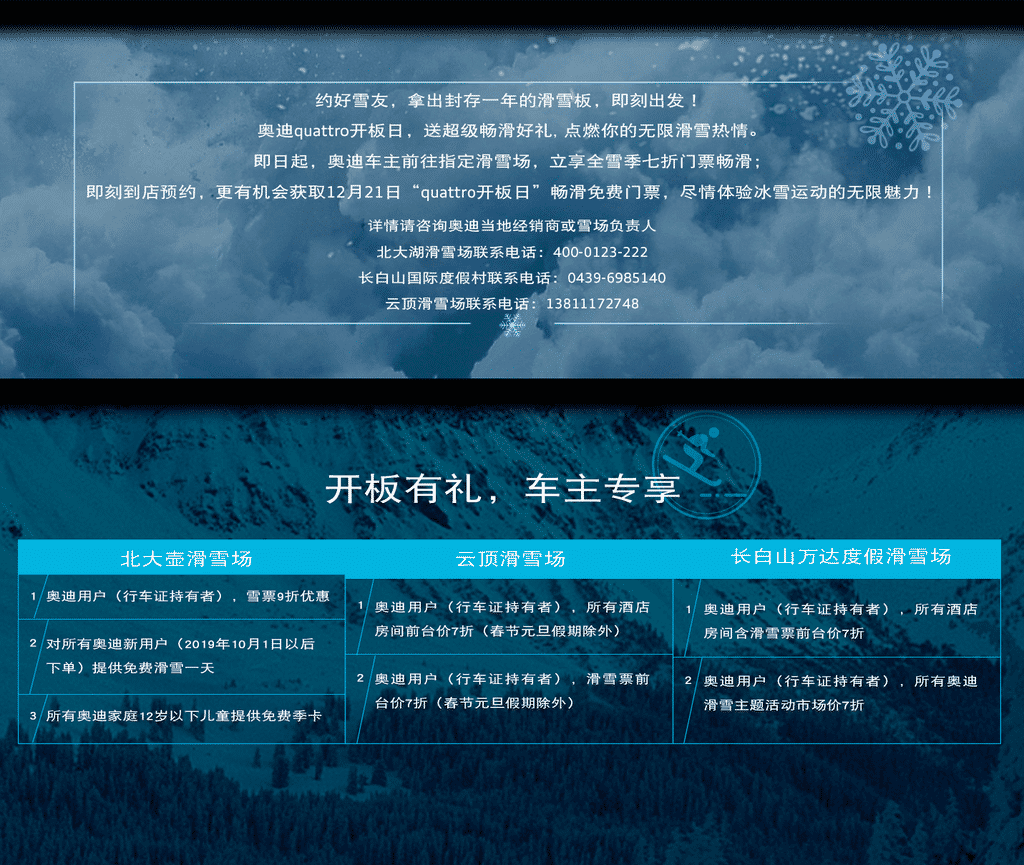 约好雪友，拿出封存一年的滑雪板，即刻出发！
奥迪quattro开板日，送超级畅滑好礼,点燃你的无限滑雪热情。
即日起，奥迪车主前往指定滑雪场，立享全雪季七折门票畅滑；
即刻到店预约，更有机会获取12月21日“quattro开板日”畅滑免费门票，尽情体验冰雪运动的无限魅力！
详情请咨询奥迪当地经销商或雪场负责人
北大湖滑雪场联系电话：400-0123-222
长白山国际度假村联系电话：0439-6985140
云顶滑雪场联系电话：13811172748
开板有礼，车主专享
北大壶滑雪场
1 奥迪用户（行车证持有者），雪票9折优惠
2 对所有奥迪新用户（2019年10月1日以后
下单）提供免费滑雪一天
3 所有奥迪家庭12岁以下儿童提供免费季卡
云顶滑雪场
1 奥迪用户（行车证持有者），所有酒店
房间前台价7折（春节元旦假期除外）
2 奥迪用户（行车证持有者），滑雪票前
台价7折（春节元旦假期除外）
长白山万达度假滑雪场
1 奥迪用户（行车证持有者），所有酒店
房间含滑雪票前台价7折
2 奥迪用户（行车证持有者），所有奥迪
滑雪主题活动市场价7折